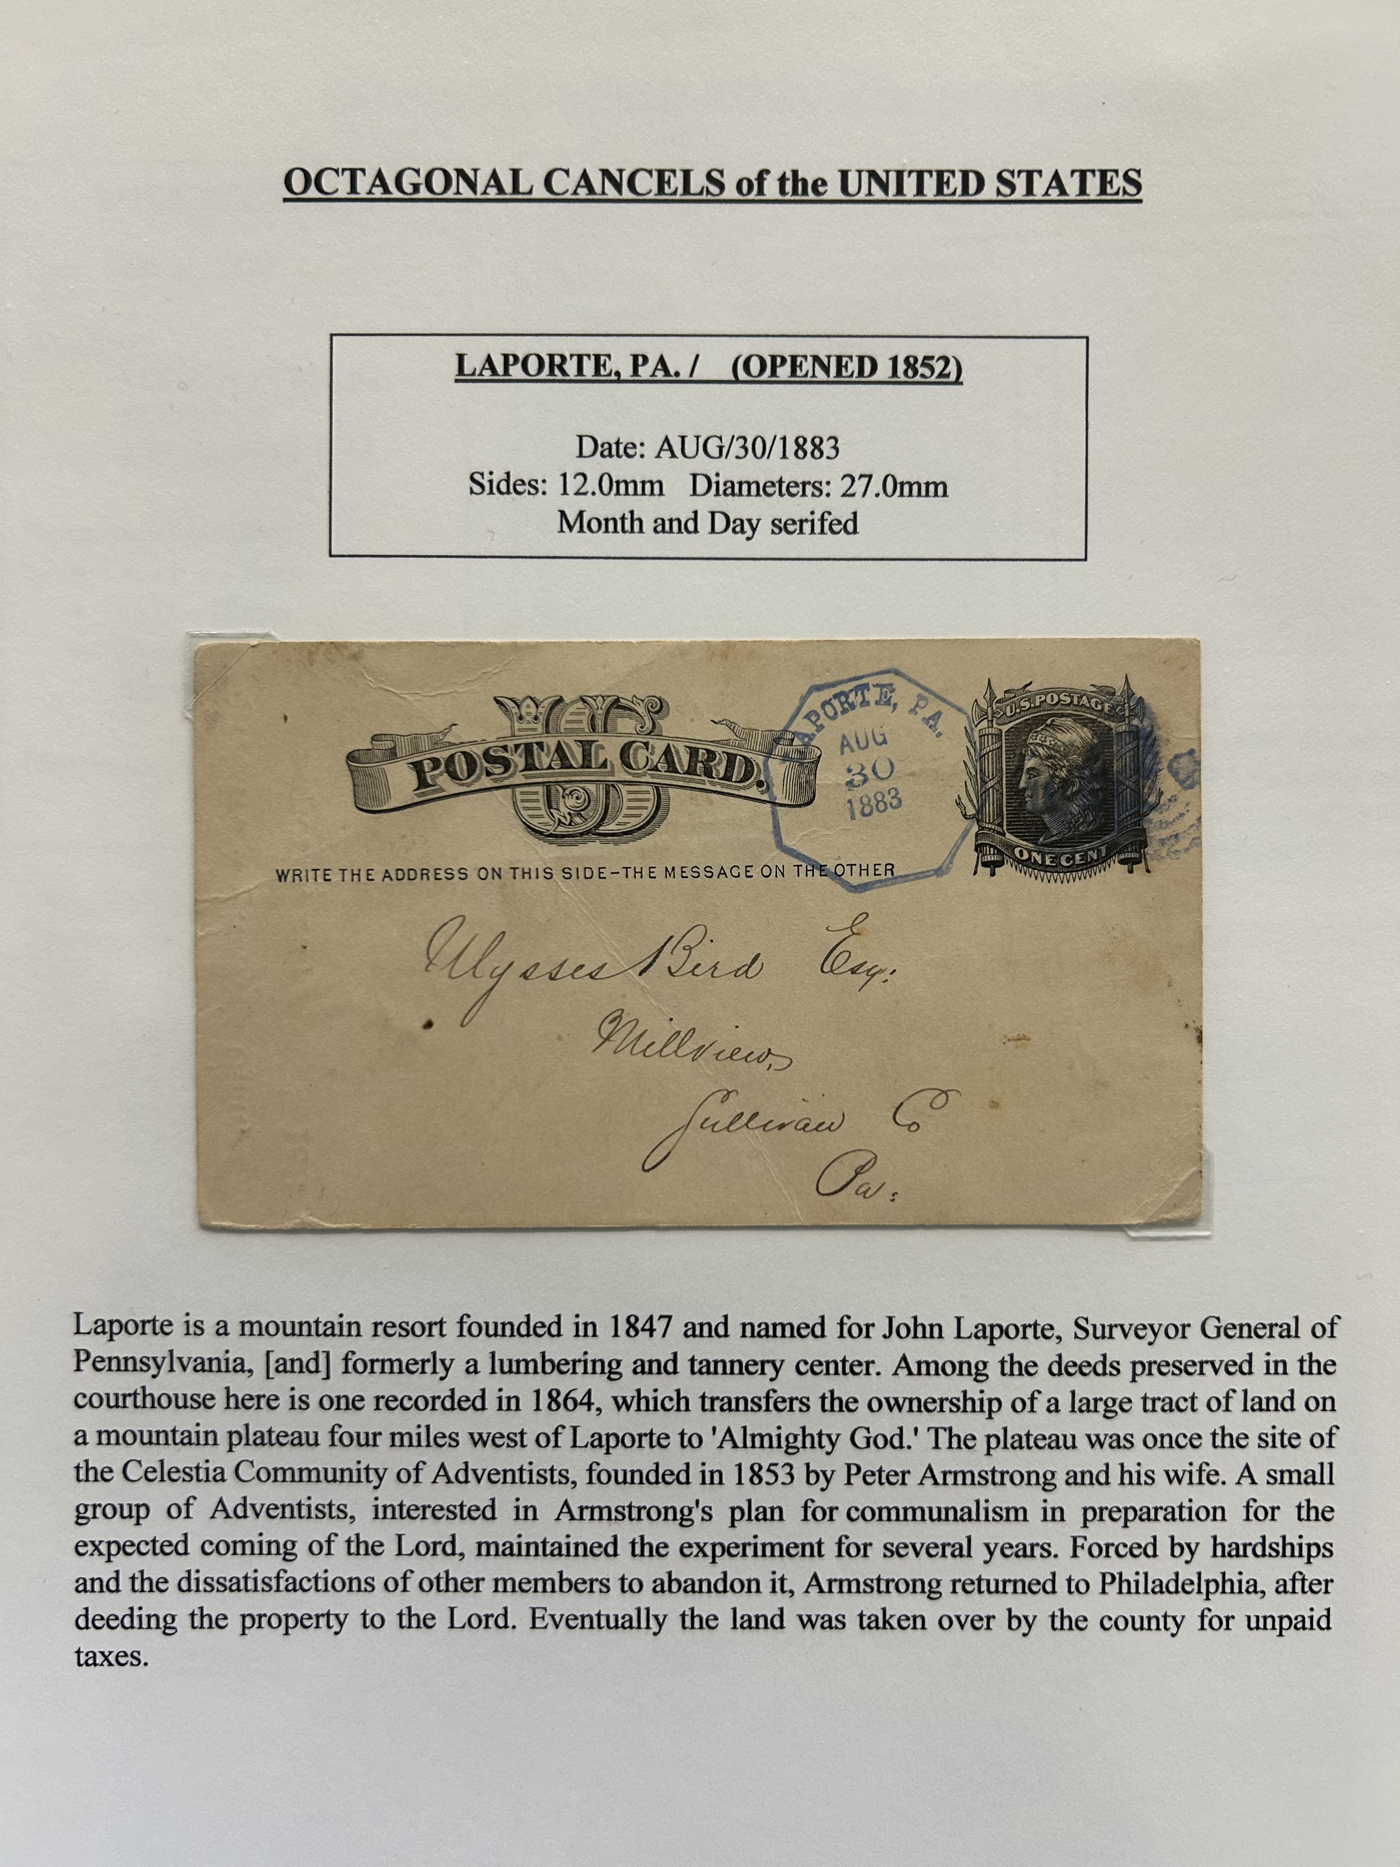 OCTAGONAL CANCELS of the UNITED STATES
LAPORTE, PA. / (OPENED 1852)
Date: AUG/30/1883
Sides: 12.0mm Diameters: 27.0mm
Month and Day serifed
US
POSTAL CARD.
WRITE THE ADDRESS ON THIS SIDE–THE MESSAGE ON THE OTHER
LAPORTE, PA.
AUG
30
1883
U.S. POSTAGE
ONE CENT
Ulysses Bird Esq:
Millview,
Sullivan Co
Pa:
Laporte is a mountain resort founded in 1847 and named for John Laporte, Surveyor General of
Pennsylvania, [and] formerly a lumbering and tannery center. Among the deeds preserved in the
courthouse here is one recorded in 1864, which transfers the ownership of a large tract of land on
a mountain plateau four miles west of Laporte to 'Almighty God.' The plateau was once the site of
the Celestia Community of Adventists, founded in 1853 by Peter Armstrong and his wife. A small
group of Adventists, interested in Armstrong's plan for communalism in preparation for the
expected coming of the Lord, maintained the experiment for several years. Forced by hardships
and the dissatisfactions of other members to abandon it, Armstrong returned to Philadelphia, after
deeding the property to the Lord. Eventually the land was taken over by the county for unpaid
taxes.